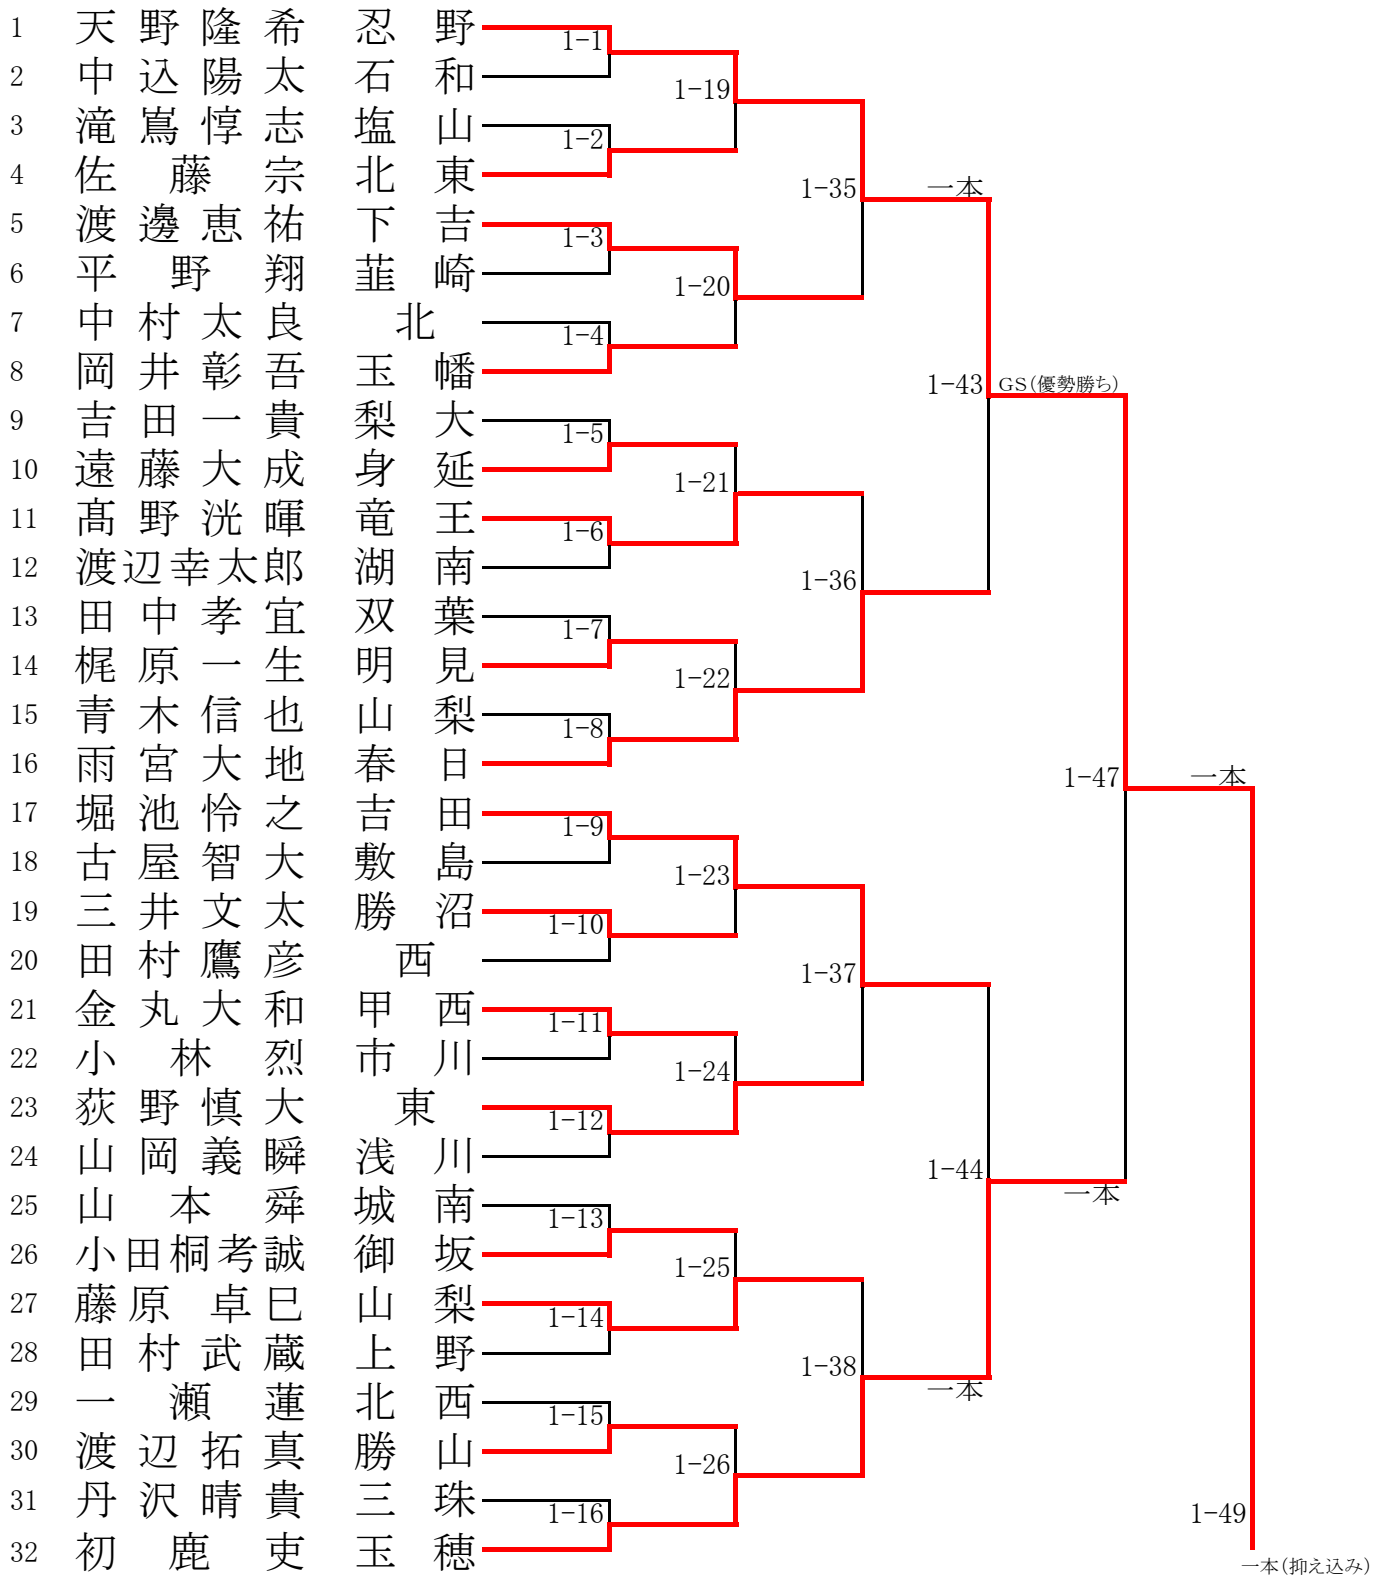 1 天野隆希 忍野
1-1
2 中込陽太 石和
1-19
3 滝嶌惇志 塩山
1-2
4 佐藤宗 北東
1-35 一本
5 渡邊恵祐 下吉
1-3
6 平野翔 韮崎
1-20
7 中村太良 北
1-4
8 岡井彰吾 玉幡
1-43 GS(優勢勝ち)
9 吉田一貴 梨大
1-5
10 遠藤大成 身延
1-21
11 髙野洸暉 竜王
1-6
12 渡辺幸太郎 湖南
1-36
13 田中孝宜 双葉
1-7
14 梶原一生 明見
1-22
15 青木信也 山梨
1-8
16 雨宮大地 春日
1-47 一本
17 堀池怜之 吉田
1-9
18 古屋智大 敷島
1-23
19 三井文太 勝沼
1-10
20 田村鷹彦 西
1-37
21 金丸大和 甲西
1-11
22 小林烈 市川
1-24
23 荻野慎大 東
1-12
24 山岡義瞬 浅川
1-44
一本
25 山本舜 城南
1-13
26 小田桐考誠 御坂
1-25
27 藤原卓巳 山梨
1-14
28 田村武蔵 上野
1-38
一本
29 一瀬蓮 北西
1-15
30 渡辺拓真 勝山
1-26
31 丹沢晴貴 三珠
1-16
1-49
32 初鹿吏 玉穂
一本(抑え込み)